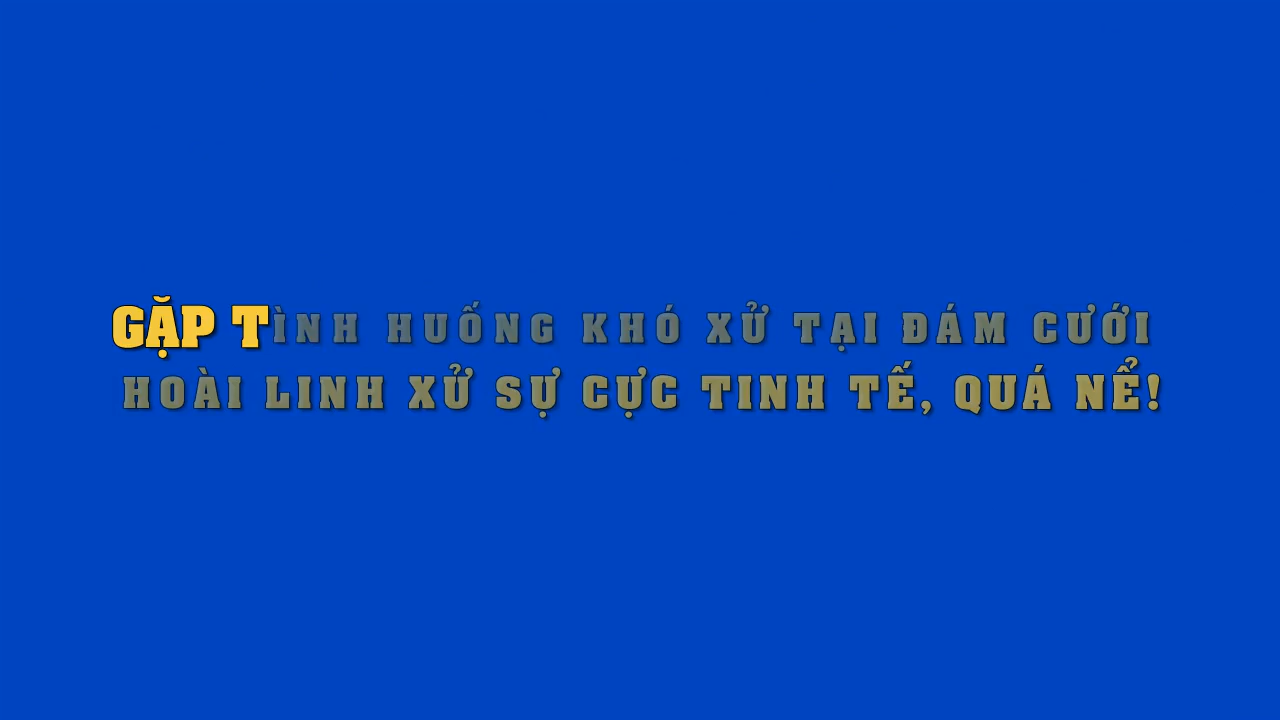 GẶP TÌNH HUỐNG KHÓ XỬ TẠI ĐÁM CƯỚI
HOÀI LINH XỬ SỰ CỰC TINH TẾ, QUÁ NỂ!